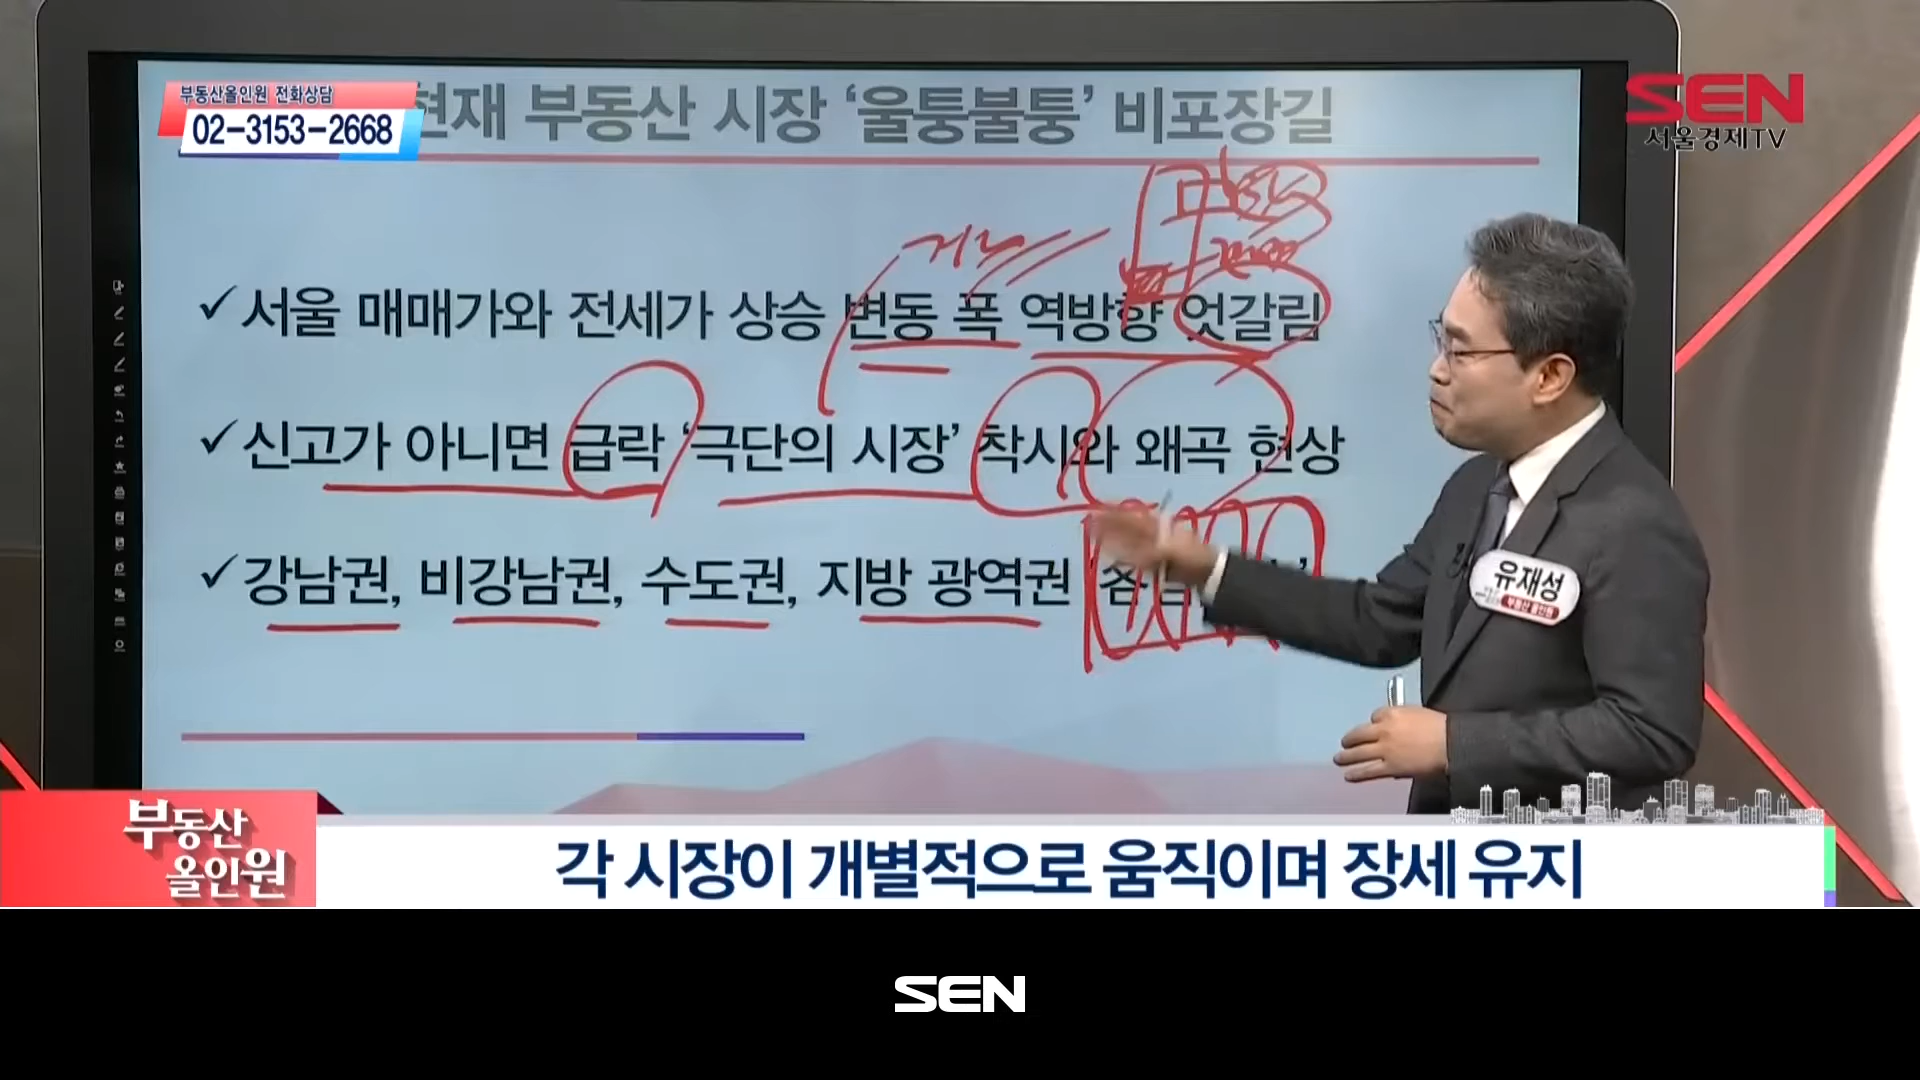 부동산올인원 전화상담
02-3153-2668
현재 부동산 시장 ‘울퉁불퉁’ 비포장길
SEN
서울경제TV
✓서울 매매가와 전세가 상승 변동 폭 역방향 엇갈림
✓신고가 아니면 급락 ‘극단의 시장’ 착시와 왜곡 현상
✓강남권, 비강남권, 수도권, 지방 광역권
유재성
부동산 올인원
부동산
올인원
각 시장이 개별적으로 움직이며 장세 유지
SEN